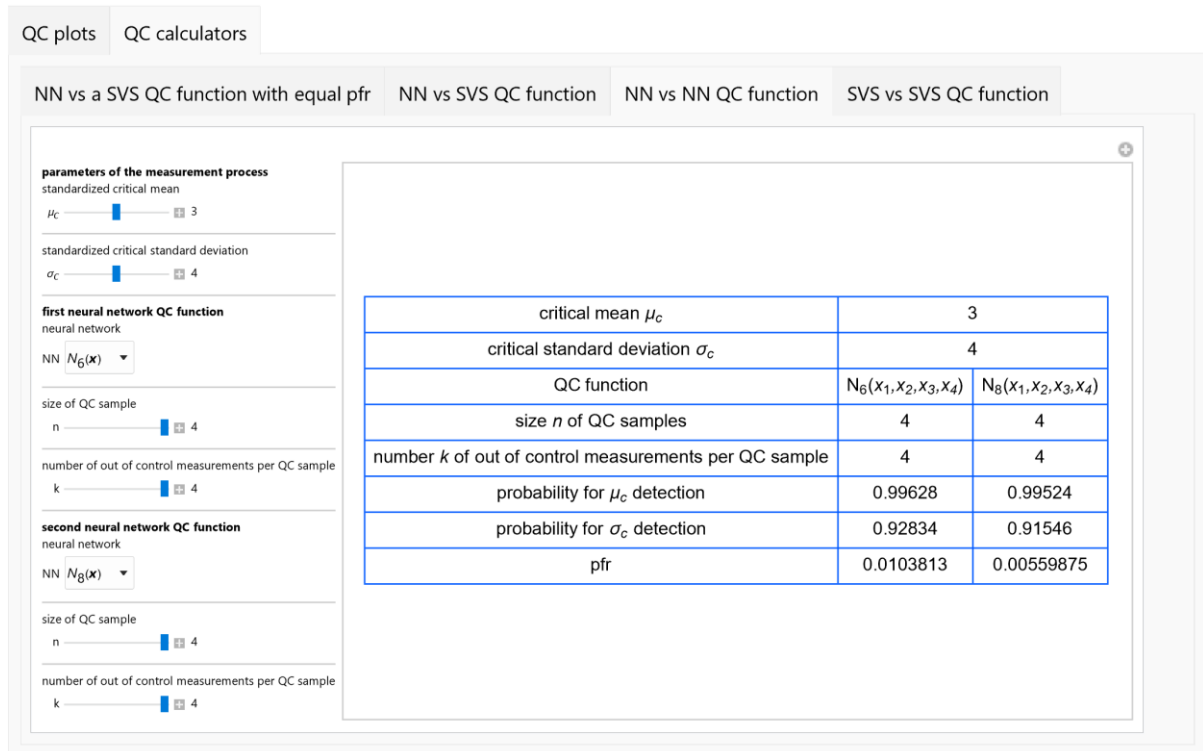 QC plots QC calculators
NN vs a SVS QC function with equal pfr NN vs SVS QC function NN vs NN QC function SVS vs SVS QC function
parameters of the measurement process
standardized critical mean
μc 3
standardized critical standard deviation
σc 4
first neural network QC function
neural network
NN N6(x)
size of QC sample
n 4
number of out of control measurements per QC sample
k 4
second neural network QC function
neural network
NN N8(x)
size of QC sample
n 4
number of out of control measurements per QC sample
k 4
critical mean μc 3
critical standard deviation σc 4
QC function N6(x1,x2,x3,x4) N8(x1,x2,x3,x4)
size n of QC samples 4 4
number k of out of control measurements per QC sample 4 4
probability for μc detection 0.99628 0.99524
probability for σc detection 0.92834 0.91546
pfr 0.0103813 0.00559875